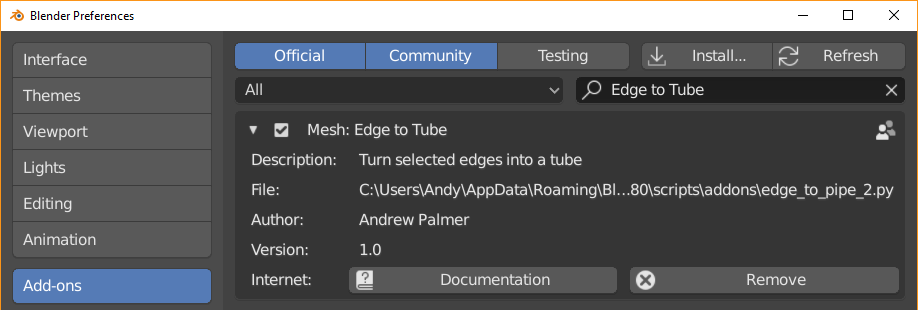 Blender Preferences
Interface
Themes
Viewport
Lights
Editing
Animation
Add-ons
Official Community Testing Install... Refresh
All Edge to Tube
Mesh: Edge to Tube
Description: Turn selected edges into a tube
File: C:\Users\Andy\AppData\Roaming\Bl...80\scripts\addons\edge_to_pipe_2.py
Author: Andrew Palmer
Version: 1.0
Internet: Documentation Remove